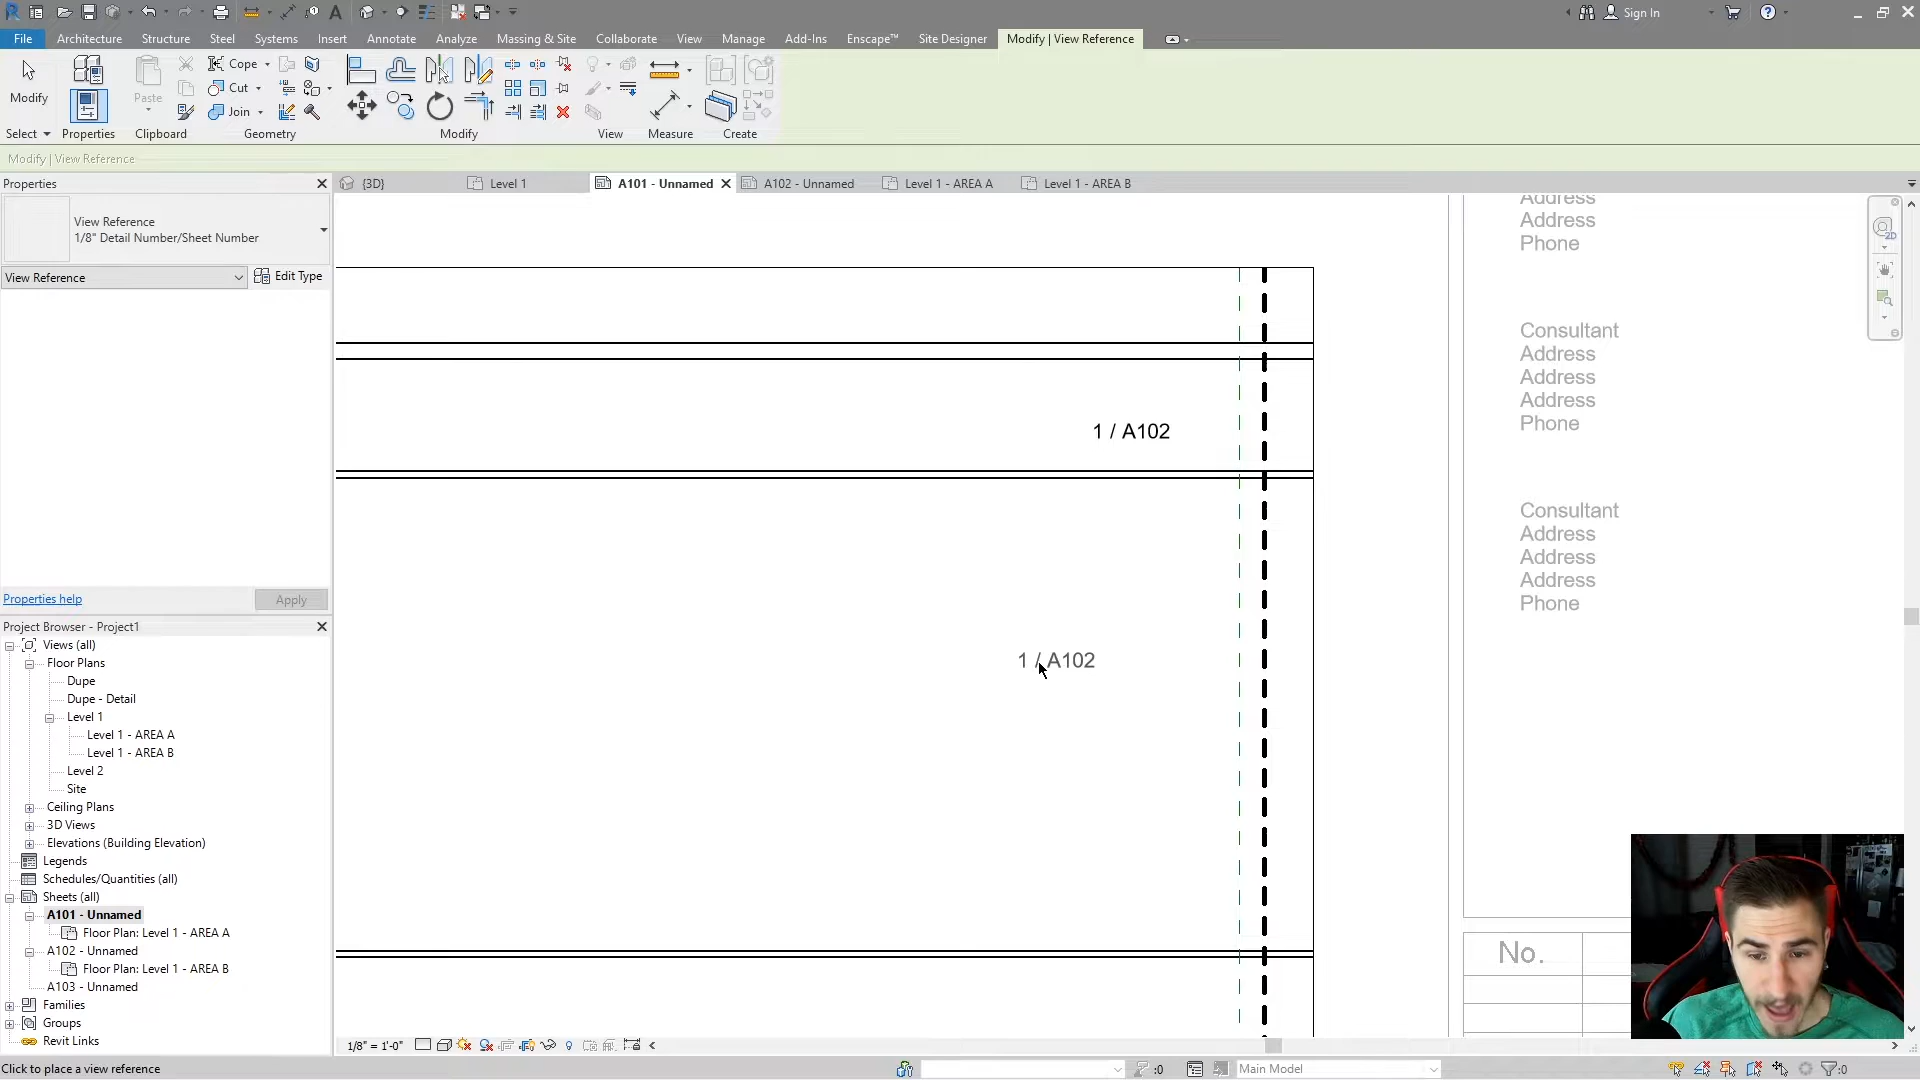 Sign In
File Architecture Structure Steel Systems Insert Annotate Analyze Massing & Site Collaborate View Manage Add-Ins Enscape™ Site Designer Modify | View Reference
Modify
Paste
Cope
Cut
Join
Select Properties Clipboard Geometry Modify View Measure Create
Modify | View Reference
Properties
{3D} Level 1 A101 - Unnamed A102 - Unnamed Level 1 - AREA A Level 1 - AREA B
View Reference
1/8" Detail Number/Sheet Number
View Reference
Edit Type
Properties help
Apply
Project Browser - Project1
Views (all)
Floor Plans
Dupe
Dupe - Detail
Level 1
Level 1 - AREA A
Level 1 - AREA B
Level 2
Site
Ceiling Plans
3D Views
Elevations (Building Elevation)
Legends
Schedules/Quantities (all)
Sheets (all)
A101 - Unnamed
Floor Plan: Level 1 - AREA A
A102 - Unnamed
Floor Plan: Level 1 - AREA B
A103 - Unnamed
Families
Groups
Revit Links
1 / A102
1 / A102
Address
Address
Phone
Consultant
Address
Address
Address
Phone
Consultant
Address
Address
Address
Phone
No.
2D
1/8" = 1'-0"
Click to place a view reference
:0
Main Model
:0